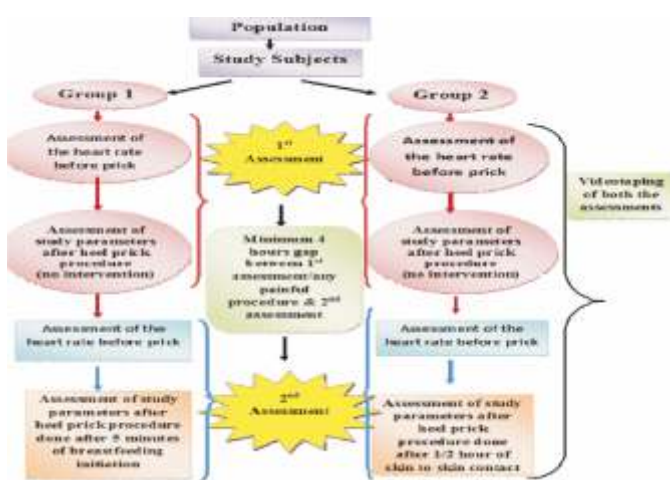 Population
Study Subjects
Group 1
Group 2
Assessment of
the heart rate
before prick
1st
Assessment
Assessment of
the heart rate
before prick
Videotaping
of both the
assessments
Assessment of
study parameters
after heel prick
procedure
(no intervention)
Minimum 4
hours gap
between 1st
assessment/any
painful
procedure & 2nd
assessment
Assessment of
study parameters
after heel prick
procedure
(no intervention)
Assessment of the
heart rate before prick
Assessment of the
heart rate before prick
Assessment of study
parameters after
heel prick procedure
done after 5 minutes
of breastfeeding
initiation
2nd
Assessment
Assessment of study
parameters after
heel prick
procedure done
after 1/2 hour of
skin to skin contact